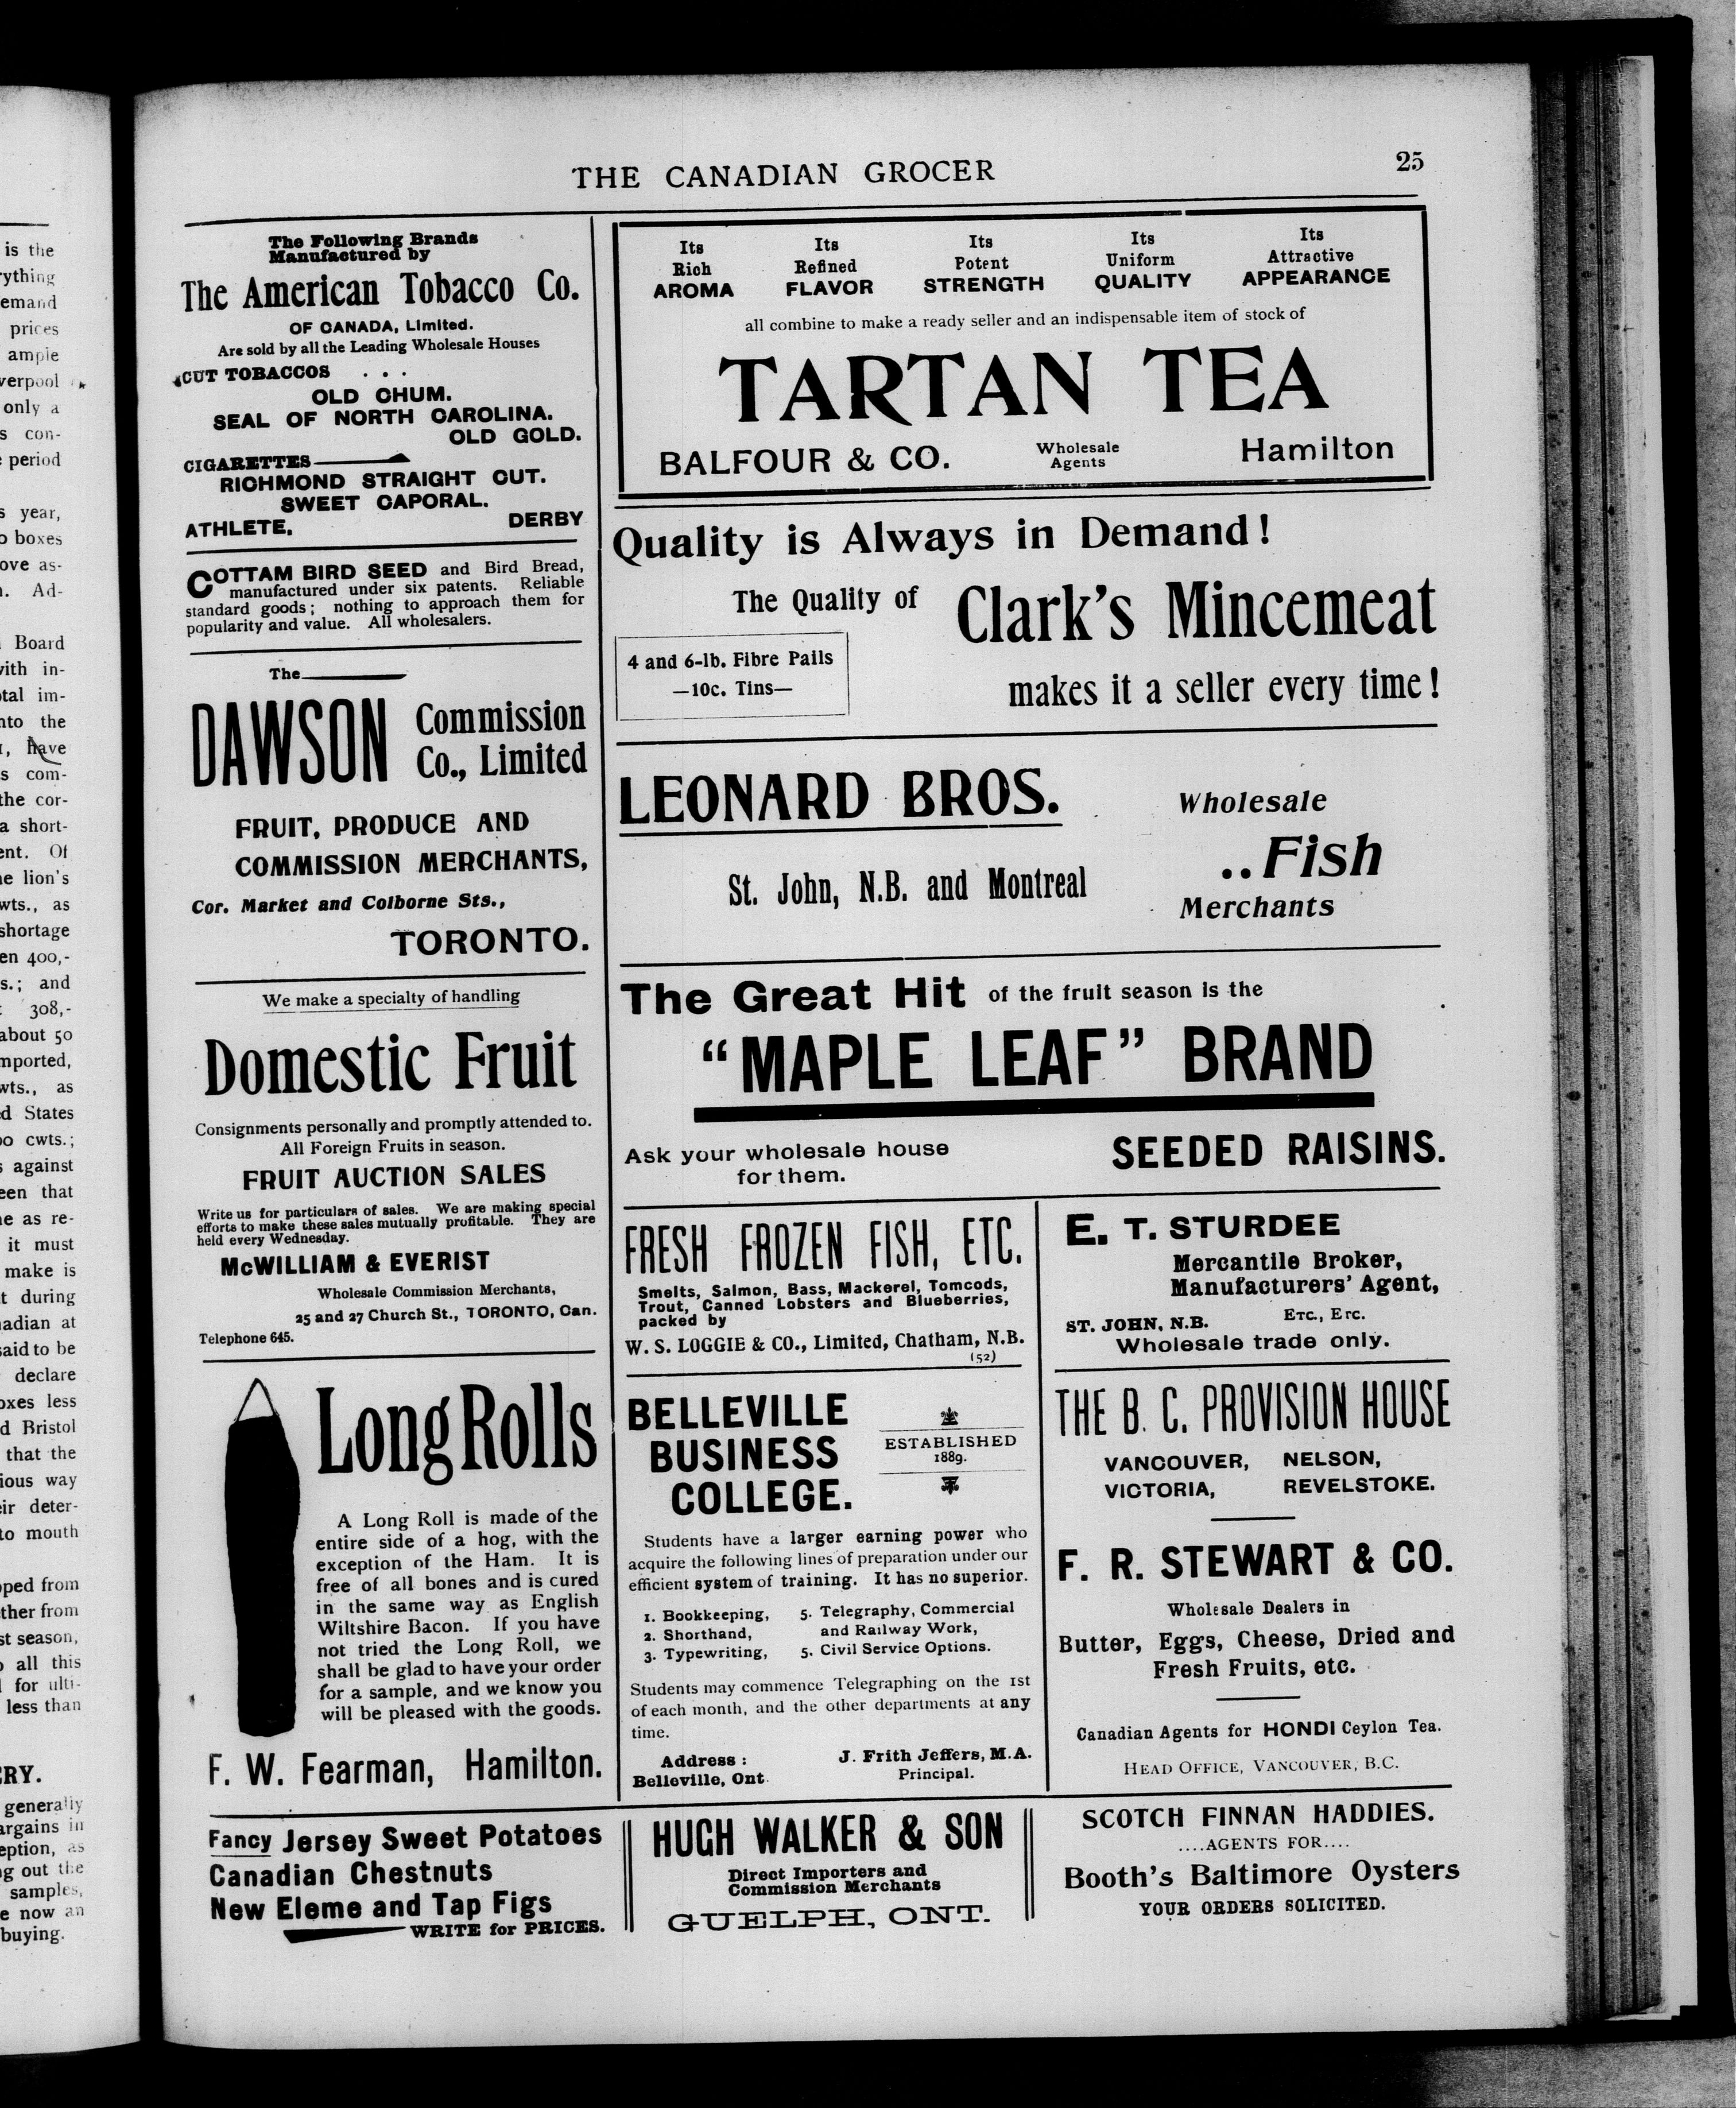 THE CANADIAN GROCER
25
The Following Brands
Manufactured by
The American Tobacco Co.
OF CANADA, Limited.
Are sold by all the Leading Wholesale Houses
CUT TOBACCOS . . .
OLD CHUM.
SEAL OF NORTH CAROLINA.
OLD GOLD.
CIGARETTES
RICHMOND STRAIGHT CUT.
SWEET CAPORAL.
ATHLETE. DERBY
COTTAM BIRD SEED and Bird Bread,
manufactured under six patents. Reliable
standard goods; nothing to approach them for
popularity and value. All wholesalers.
The
DAWSON Commission
Co., Limited
FRUIT, PRODUCE AND
COMMISSION MERCHANTS,
Cor. Market and Colborne Sts.,
TORONTO.
We make a specialty of handling
Domestic Fruit
Consignments personally and promptly attended to.
All Foreign Fruits in season.
FRUIT AUCTION SALES
Write us for particulars of sales. We are making special
efforts to make these sales mutually profitable. They are
held every Wednesday.
McWILLIAM & EVERIST
Wholesale Commission Merchants,
25 and 27 Church St., TORONTO, Can.
Telephone 645.
Long Rolls
A Long Roll is made of the
entire side of a hog, with the
exception of the Ham. It is
free of all bones and is cured
in the same way as English
Wiltshire Bacon. If you have
not tried the Long Roll, we
shall be glad to have your order
for a sample, and we know you
will be pleased with the goods.
F. W. Fearman, Hamilton.
Its Its Its Its Its
Rich Refined Potent Uniform Attractive
AROMA FLAVOR STRENGTH QUALITY APPEARANCE
all combine to make a ready seller and an indispensable item of stock of
TARTAN TEA
BALFOUR & CO. Wholesale Agents Hamilton
Quality is Always in Demand!
The Quality of Clark's Mincemeat
4 and 6-lb. Fibre Pails
—10c. Tins—
makes it a seller every time!
LEONARD BROS.
St. John, N.B. and Montreal
Wholesale
..Fish
Merchants
The Great Hit of the fruit season is the
"MAPLE LEAF" BRAND
Ask your wholesale house
for them.
SEEDED RAISINS.
FRESH FROZEN FISH, ETC.
Smelts, Salmon, Bass, Mackerel, Tomcods,
Trout, Canned Lobsters and Blueberries,
packed by
W. S. LOGGIE & CO., Limited, Chatham, N.B.
(52)
BELLEVILLE
BUSINESS
COLLEGE.
ESTABLISHED
1889.
Students have a larger earning power who
acquire the following lines of preparation under our
efficient system of training. It has no superior.
1. Bookkeeping, 5. Telegraphy, Commercial
2. Shorthand, and Railway Work,
3. Typewriting, 5. Civil Service Options.
Students may commence Telegraphing on the 1st
of each month, and the other departments at any
time.
Address:
Belleville, Ont
J. Frith Jeffers, M.A.
Principal.
E. T. STURDEE
Mercantile Broker,
Manufacturers' Agent,
ST. JOHN, N.B. Etc., Etc.
Wholesale trade only.
THE B. C. PROVISION HOUSE
VANCOUVER, NELSON,
VICTORIA, REVELSTOKE.
F. R. STEWART & CO.
Wholesale Dealers in
Butter, Eggs, Cheese, Dried and
Fresh Fruits, etc.
Canadian Agents for HONDI Ceylon Tea.
HEAD OFFICE, VANCOUVER, B.C.
Fancy Jersey Sweet Potatoes
Canadian Chestnuts
New Eleme and Tap Figs
WRITE for PRICES.
HUGH WALKER & SON
Direct Importers and
Commission Merchants
GUELPH, ONT.
SCOTCH FINNAN HADDIES.
....AGENTS FOR....
Booth's Baltimore Oysters
YOUR ORDERS SOLICITED.